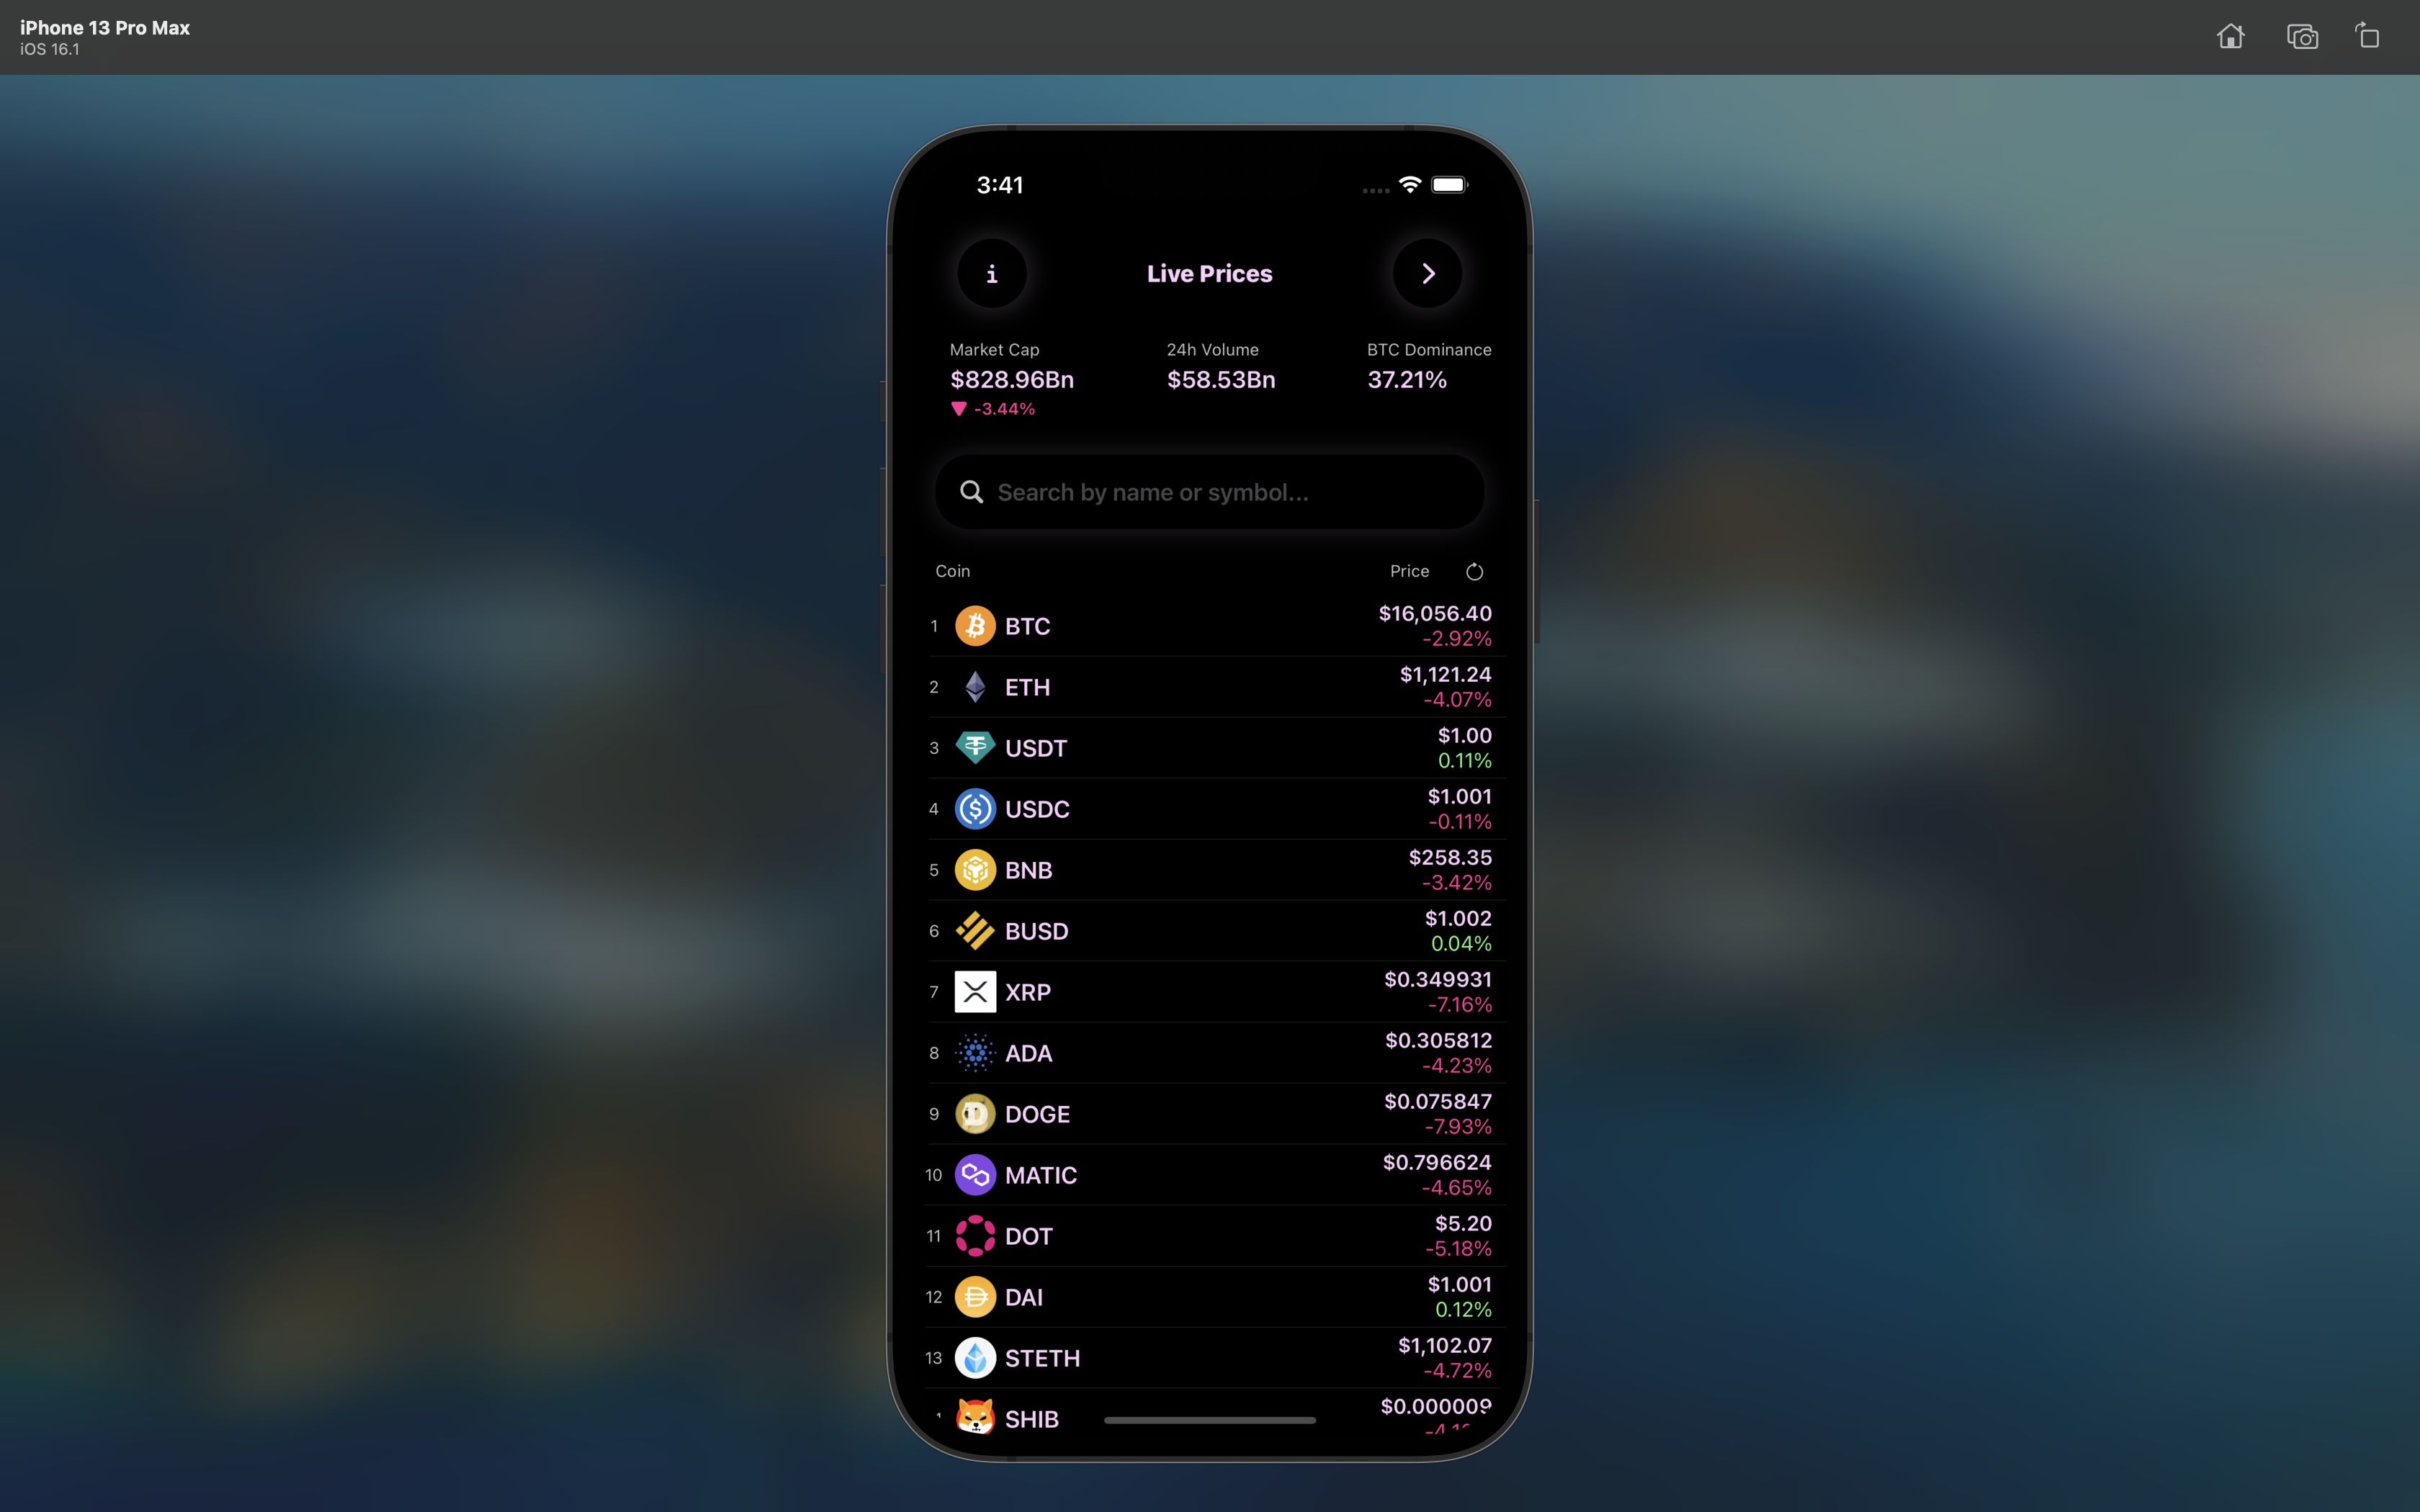 iPhone 13 Pro Max
iOS 16.1
3:41
i
Live Prices
Market Cap 24h Volume BTC Dominance
$828.96Bn $58.53Bn 37.21%
-3.44%
Search by name or symbol...
Coin Price
1 BTC $16,056.40
-2.92%
2 ETH $1,121.24
-4.07%
3 USDT $1.00
0.11%
4 USDC $1.001
-0.11%
5 BNB $258.35
-3.42%
6 BUSD $1.002
0.04%
7 XRP $0.349931
-7.16%
8 ADA $0.305812
-4.23%
9 DOGE $0.075847
-7.93%
10 MATIC $0.796624
-4.65%
11 DOT $5.20
-5.18%
12 DAI $1.001
0.12%
13 STETH $1,102.07
-4.72%
SHIB $0.000009